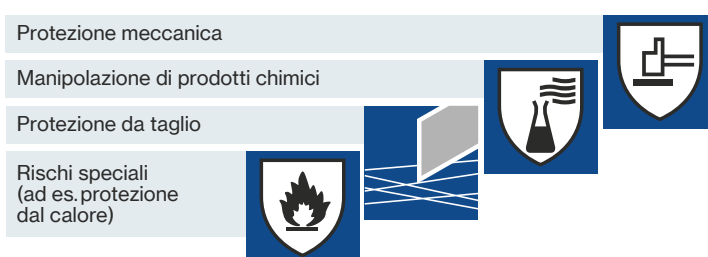 Protezione meccanica
Manipolazione di prodotti chimici
Protezione da taglio
Rischi speciali
(ad es. protezione
dal calore)